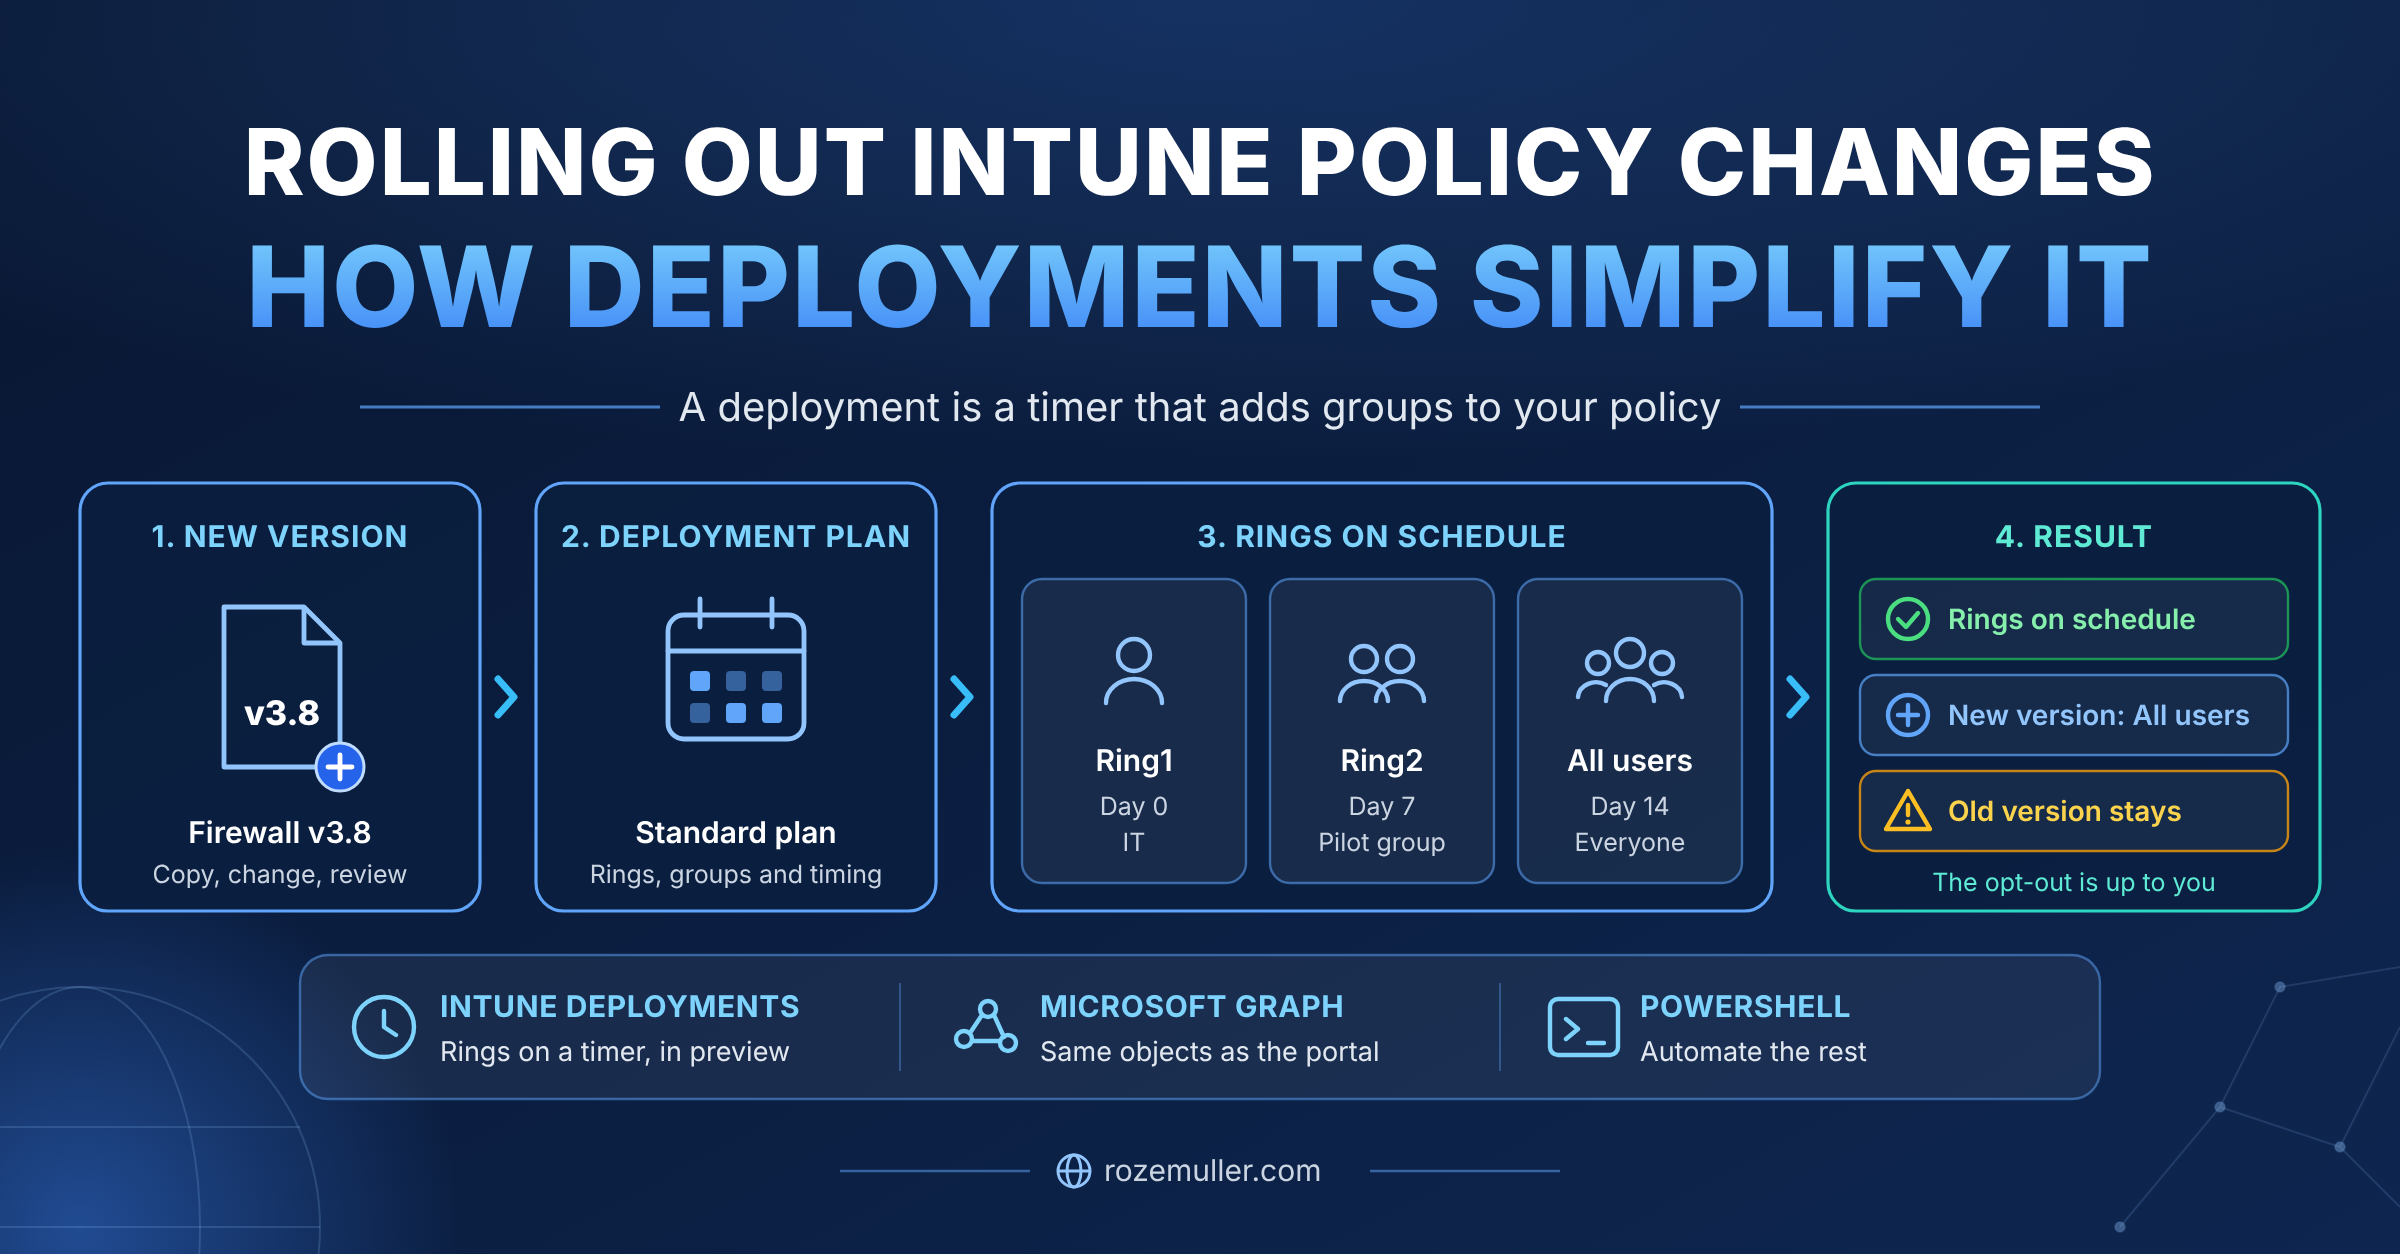 ROLLING OUT INTUNE POLICY CHANGES
HOW DEPLOYMENTS SIMPLIFY IT
A deployment is a timer that adds groups to your policy
1. NEW VERSION
v3.8
Firewall v3.8
Copy, change, review
2. DEPLOYMENT PLAN
Standard plan
Rings, groups and timing
3. RINGS ON SCHEDULE
Ring1
Day 0
IT
Ring2
Day 7
Pilot group
All users
Day 14
Everyone
4. RESULT
Rings on schedule
New version: All users
Old version stays
The opt-out is up to you
INTUNE DEPLOYMENTS
Rings on a timer, in preview
MICROSOFT GRAPH
Same objects as the portal
POWERSHELL
Automate the rest
rozemuller.com